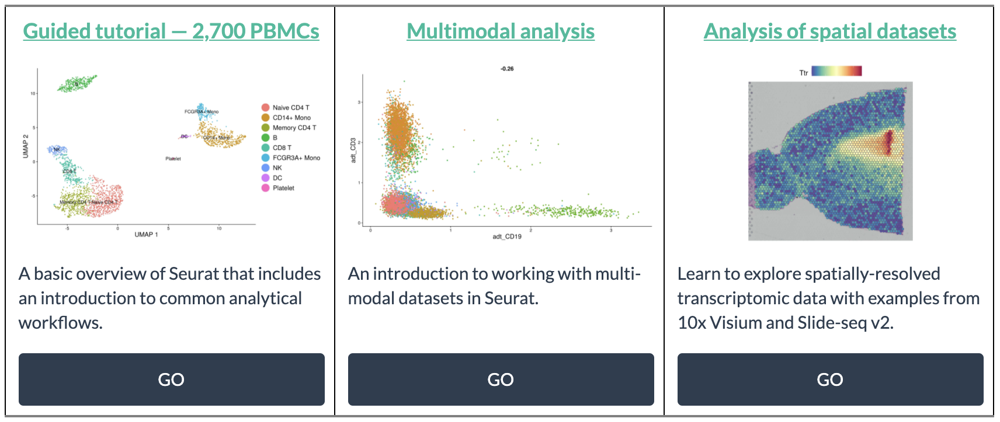 Guided tutorial — 2,700 PBMCs
UMAP 2
10
5
0
-5
-5
0
5
10
UMAP 1
B
FCGR3A+ Mono
CD14+ Mono
DC
Platelet
NK
CD8 T
Memory CD4 T
Naive CD4 T
Naive CD4 T
CD14+ Mono
Memory CD4 T
B
CD8 T
FCGR3A+ Mono
NK
DC
Platelet
A basic overview of Seurat that includes
an introduction to common analytical
workflows.
GO
Multimodal analysis
-0.26
adt_CD3
3
2
1
0
0
1
2
3
adt_CD19
An introduction to working with multi-
modal datasets in Seurat.
GO
Analysis of spatial datasets
Ttr
Learn to explore spatially-resolved
transcriptomic data with examples from
10x Visium and Slide-seq v2.
GO